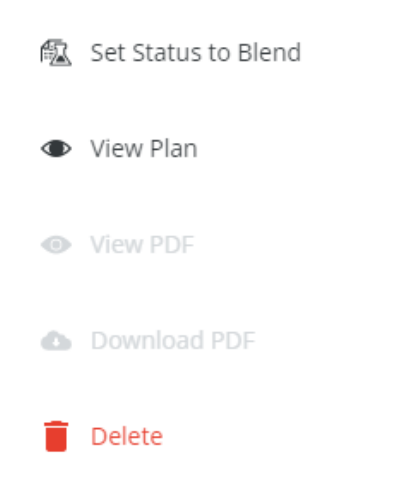 Set Status to Blend
View Plan
View PDF
Download PDF
Delete